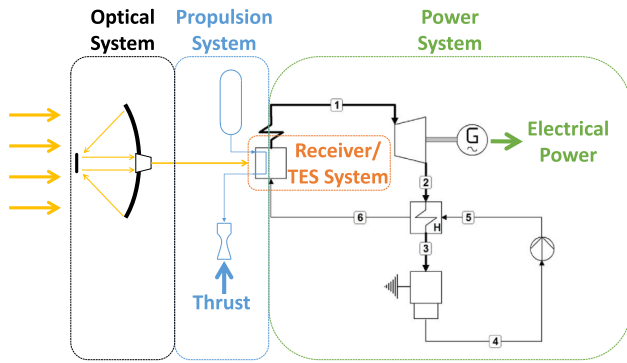 Optical
System
Propulsion
System
Power
System
1
G
Electrical
Power
Receiver/
TES System
2
6
5
H
3
Thrust
4